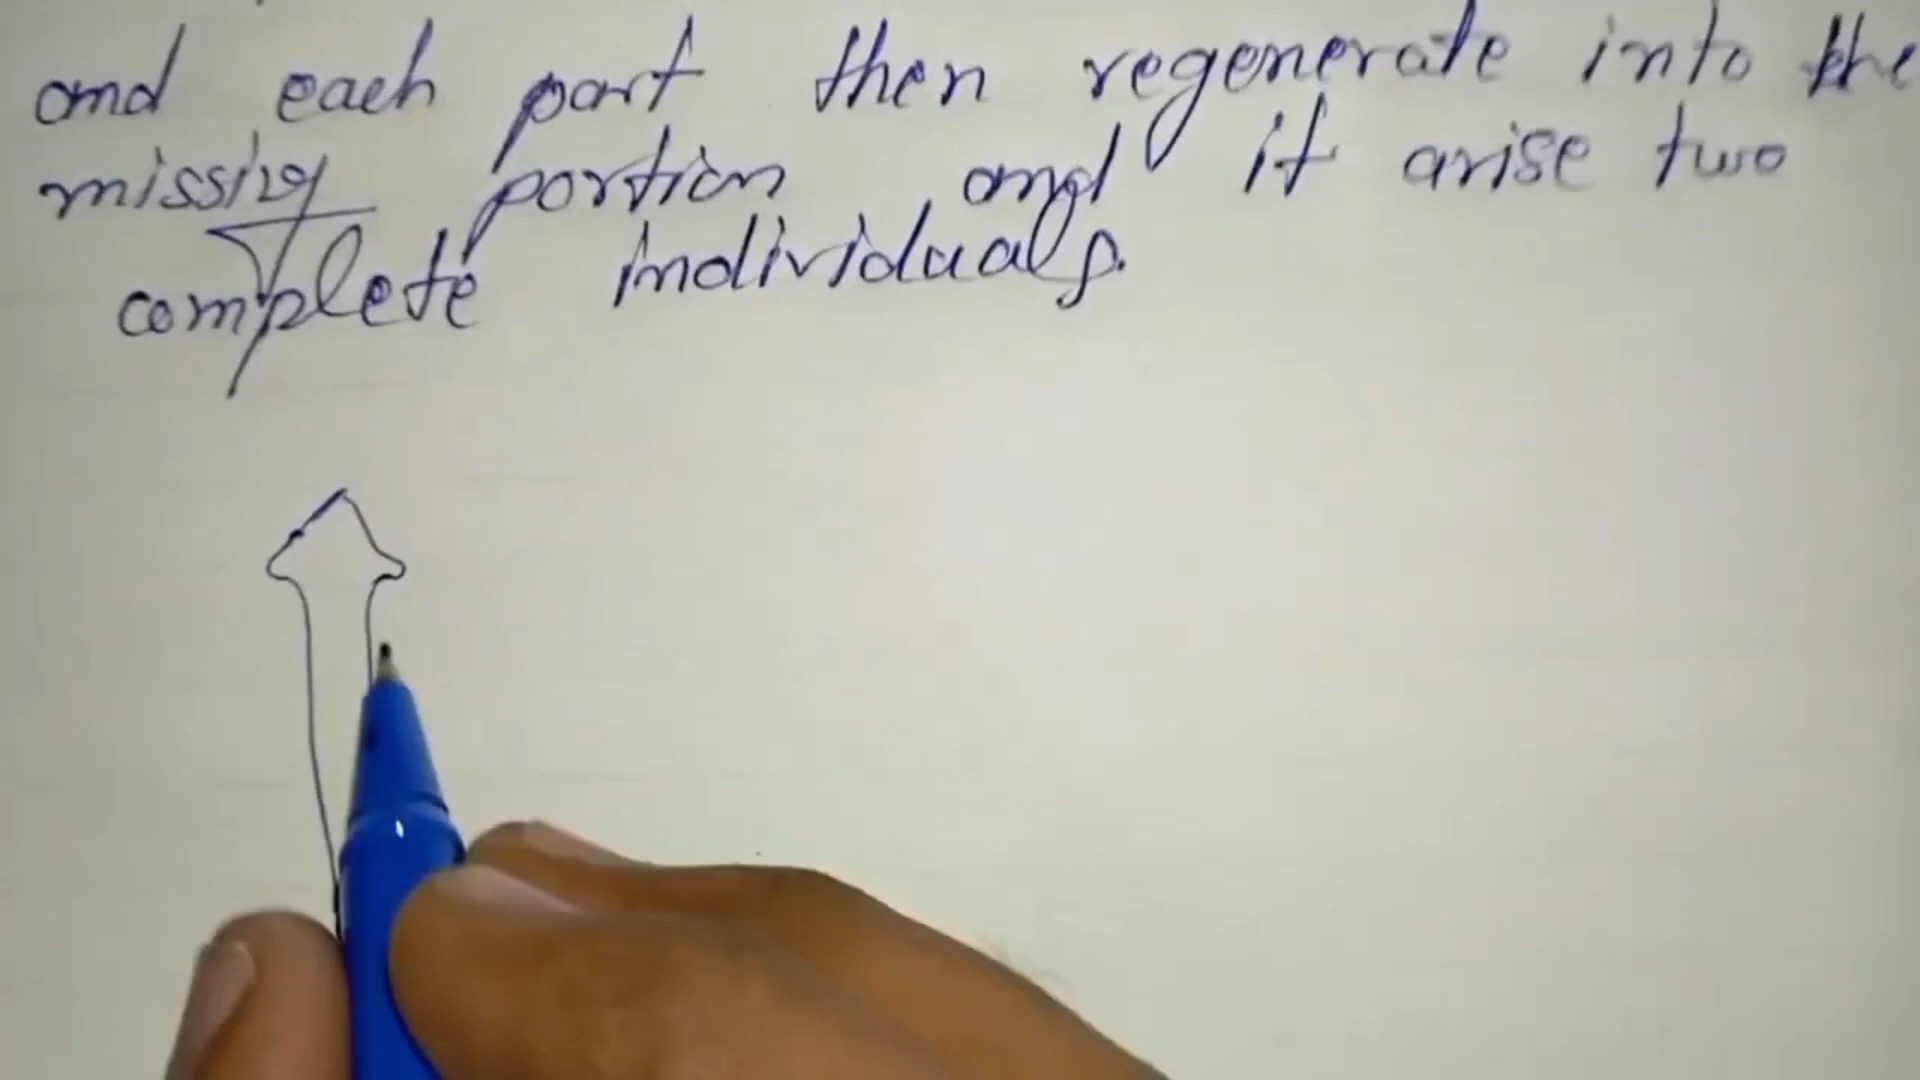 and each part then regenerate into the
missing portion and it arise two
complete individuals.